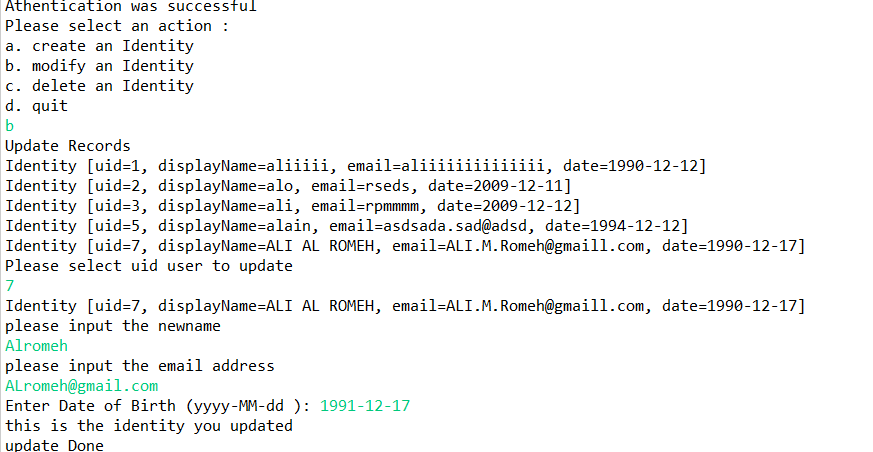 Athentication was successful
Please select an action :
a. create an Identity
b. modify an Identity
c. delete an Identity
d. quit
b
Update Records
Identity [uid=1, displayName=aliiiii, email=aliiiiiiiiiiiiii, date=1990-12-12]
Identity [uid=2, displayName=alo, email=rseds, date=2009-12-11]
Identity [uid=3, displayName=ali, email=rpmmmm, date=2009-12-12]
Identity [uid=5, displayName=alain, email=asdsada.sad@adsd, date=1994-12-12]
Identity [uid=7, displayName=ALI AL ROMEH, email=ALI.M.Romeh@gmaill.com, date=1990-12-17]
Please select uid user to update
7
Identity [uid=7, displayName=ALI AL ROMEH, email=ALI.M.Romeh@gmaill.com, date=1990-12-17]
please input the newname
Alromeh
please input the email address
ALromeh@gmail.com
Enter Date of Birth (yyyy-MM-dd ): 1991-12-17
this is the identity you updated
update Done